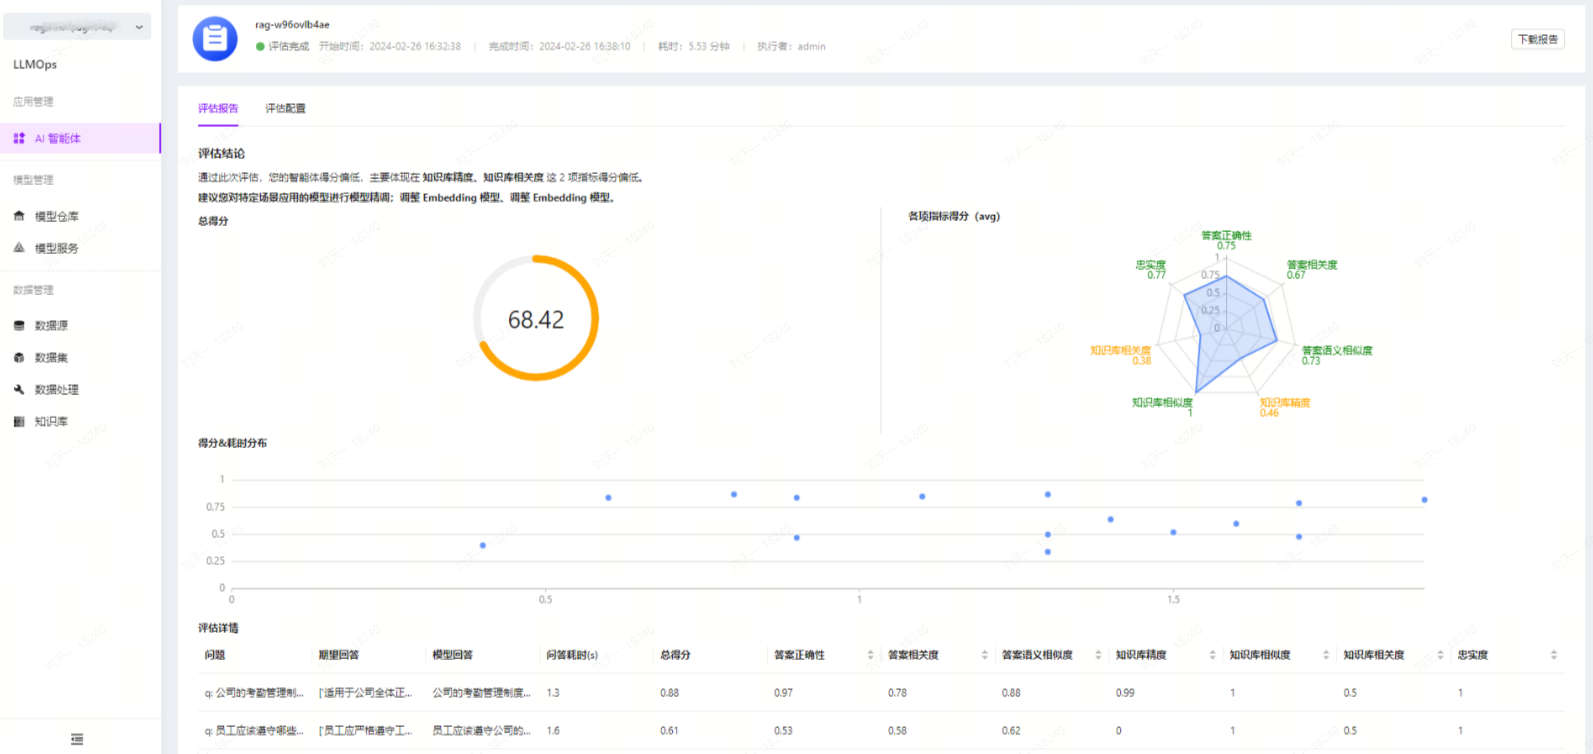 rag-w96ovlb4ae
评估完成 开始时间：2024-02-26 16:32:38 | 完成时间：2024-02-26 16:38:10 | 耗时：5.53 分钟 | 执行者：admin
下载报告
LLMOps
应用管理
AI 智能体
模型管理
模型仓库
模型服务
数据管理
数据源
数据集
数据处理
知识库
评估报告 评估配置
评估结论
通过此次评估，您的智能体得分偏低，主要体现在 知识库精度、知识库相关度 这 2 项指标得分偏低。
建议您对特定场景应用的模型进行模型精调；调整 Embedding 模型、调整 Embedding 模型。
总得分
68.42
各项指标得分（avg）
答案正确性
0.75
答案相关度
0.67
答案语义相似度
0.73
知识库精度
0.46
知识库相似度
1
知识库相关度
0.38
忠实度
0.77
1
0.75
0.5
0.25
0
得分&耗时分布
1
0.75
0.5
0.25
0
0 0.5 1 1.5
评估详情
问题 期望回答 模型回答 问答耗时(s) 总得分 答案正确性 答案相关度 答案语义相似度 知识库精度 知识库相似度 知识库相关度 忠实度
q: 公司的考勤管理制... ['适用于公司全体正... 公司的考勤管理制度... 1.3 0.88 0.97 0.78 0.88 0.99 1 0.5 1
q: 员工应该遵守哪些... ['员工应严格遵守工... 员工应该遵守公司的... 1.6 0.61 0.53 0.58 0.62 0 1 0.5 1